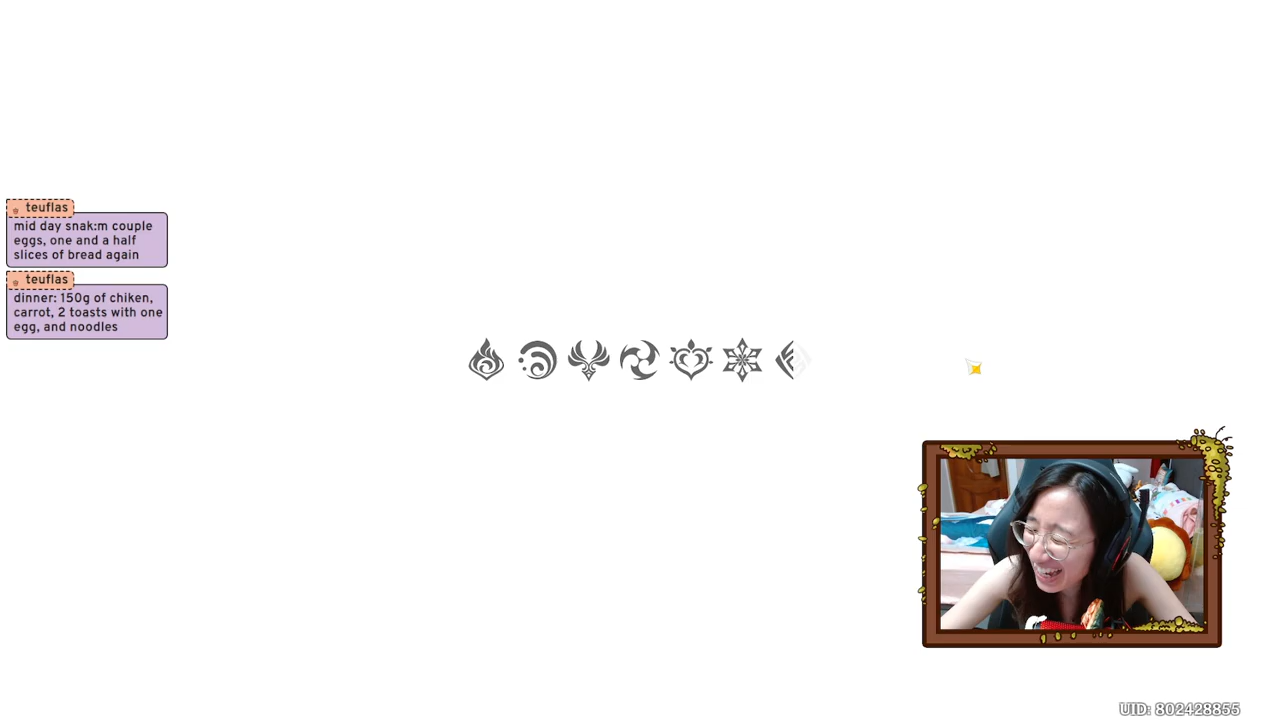 teuflas
mid day snak:m couple
eggs, one and a half
slices of bread again
teuflas
dinner: 150g of chiken,
carrot, 2 toasts with one
egg, and noodles
UID: 802428855